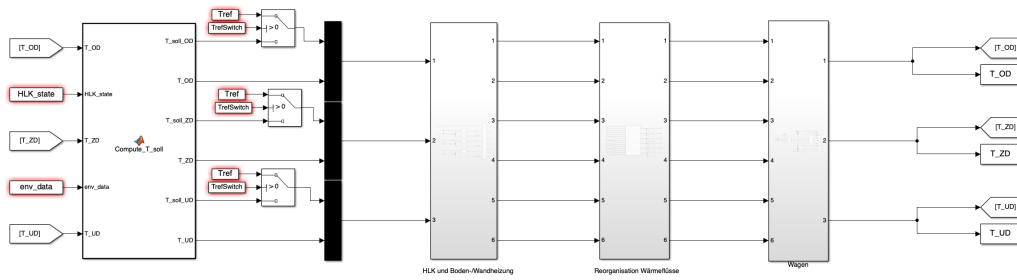 [T_OD]
HLK_state
[T_ZD]
env_data
[T_UD]
T_OD
HLK_state
T_ZD
env_data
T_UD
Compute_T_soll
T_soll_OD
T_OD
T_soll_ZD
T_ZD
T_soll_UD
T_UD
Tref
TrefSwitch
> 0
Tref
TrefSwitch
> 0
Tref
TrefSwitch
> 0
1
2
3
1
2
3
4
5
6
HLK und Boden-/Wandheizung
1
2
3
4
5
6
1
2
3
4
5
6
Reorganisation Wärmeflüsse
1
2
3
4
5
6
1
2
3
Wagen
[T_OD]
T_OD
[T_ZD]
T_ZD
[T_UD]
T_UD